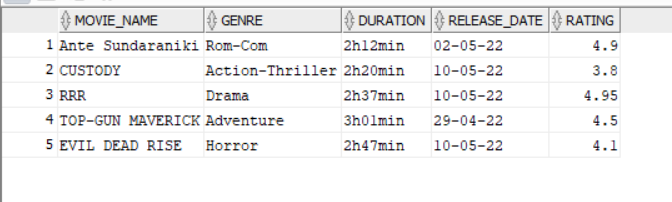 MOVIE_NAME GENRE DURATION RELEASE_DATE RATING
1 Ante Sundaraniki Rom-Com 2h12min 02-05-22 4.9
2 CUSTODY Action-Thriller 2h20min 10-05-22 3.8
3 RRR Drama 2h37min 10-05-22 4.95
4 TOP-GUN MAVERICK Adventure 3h01min 29-04-22 4.5
5 EVIL DEAD RISE Horror 2h47min 10-05-22 4.1